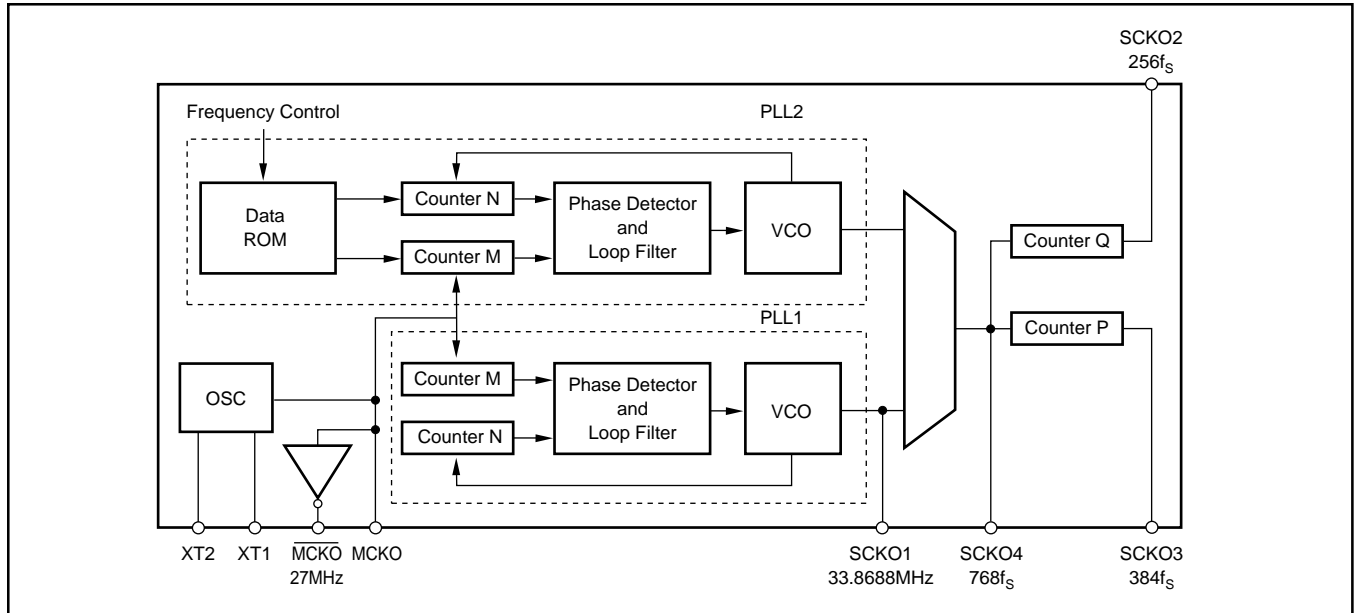 SCKO2
256fS
Frequency Control
PLL2
Data
ROM
Counter N
Counter M
Phase Detector
and
Loop Filter
VCO
Counter Q
Counter P
PLL1
OSC
Counter M
Counter N
Phase Detector
and
Loop Filter
VCO
XT2
XT1
MCKO
27MHz
MCKO
SCKO1
33.8688MHz
SCKO4
768fS
SCKO3
384fS